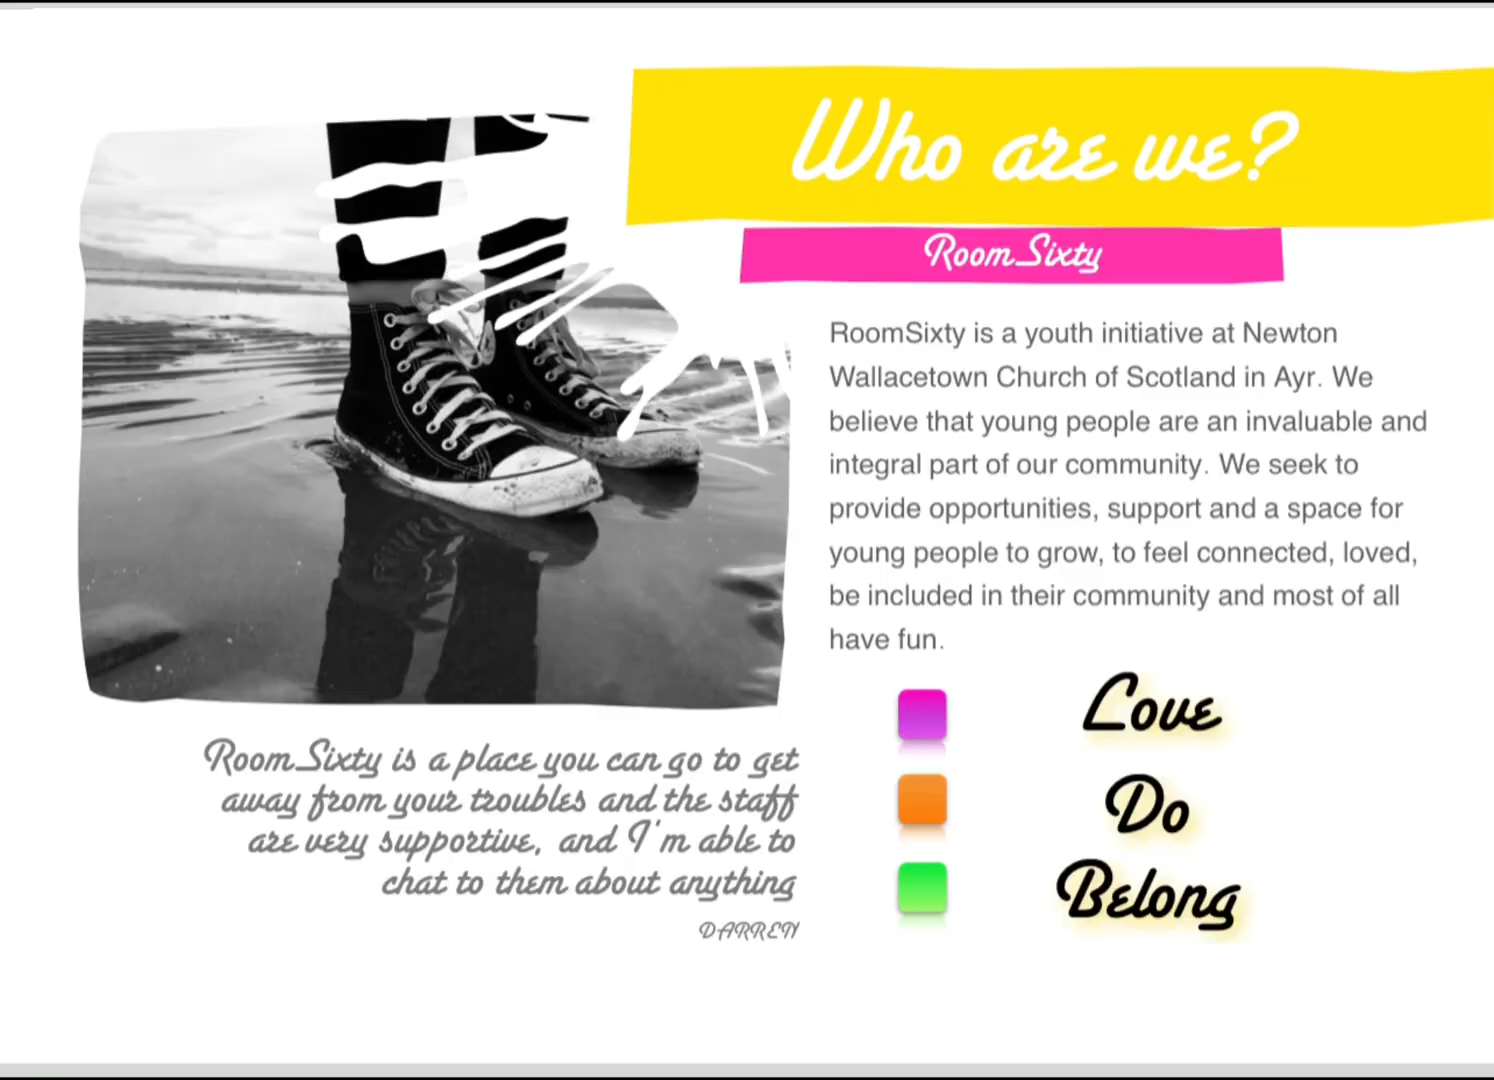 Who are we?
RoomSixty
RoomSixty is a youth initiative at Newton
Wallacetown Church of Scotland in Ayr. We
believe that young people are an invaluable and
integral part of our community. We seek to
provide opportunities, support and a space for
young people to grow, to feel connected, loved,
be included in their community and most of all
have fun.
Love
Do
Belong
RoomSixty is a place you can go to get
away from your troubles and the staff
are very supportive, and I'm able to
chat to them about anything
DARREN